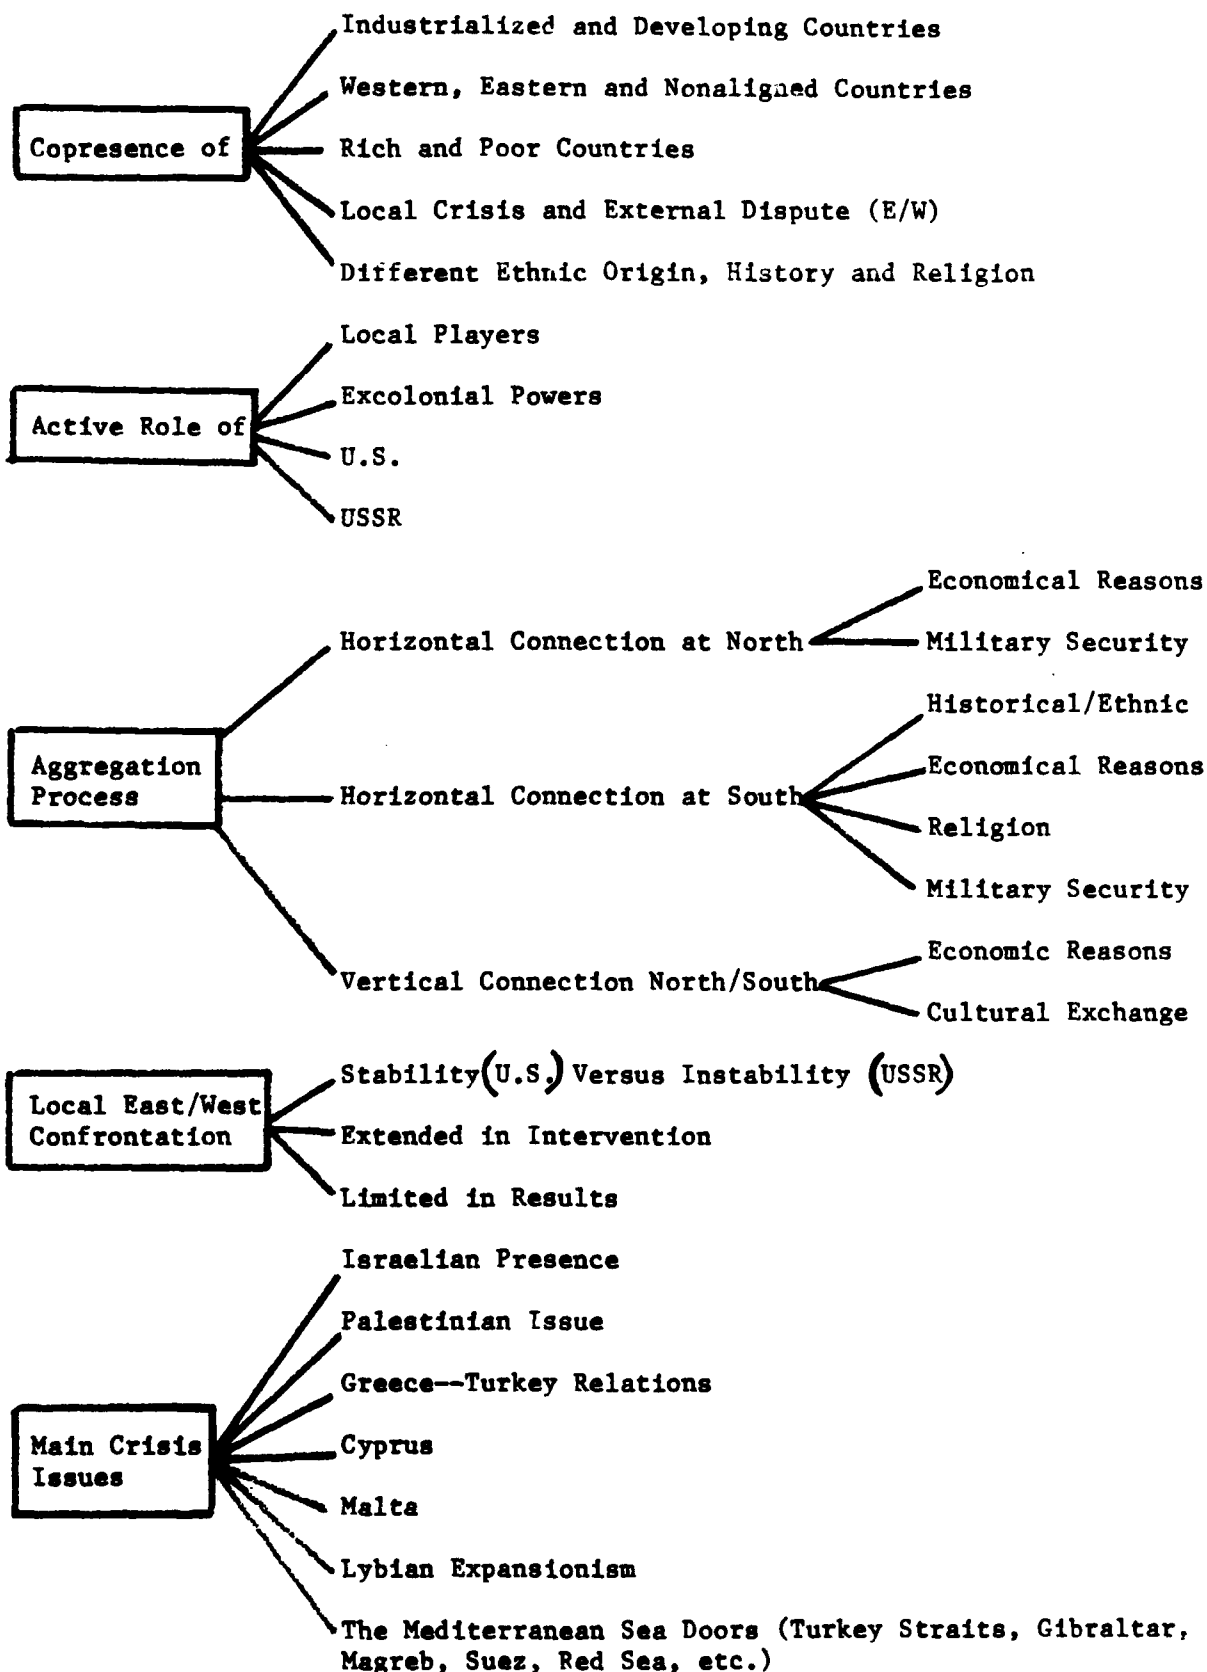 Industrialized and Developing Countries
Western, Eastern and Nonaligned Countries
Copresence of
Rich and Poor Countries
Local Crisis and External Dispute (E/W)
Different Ethnic Origin, History and Religion
Local Players
Excolonial Powers
Active Role of
U.S.
USSR
Economical Reasons
Horizontal Connection at North
Military Security
Historical/Ethnic
Aggregation
Process
Economical Reasons
Horizontal Connection at South
Religion
Military Security
Economic Reasons
Vertical Connection North/South
Cultural Exchange
Stability (U.S.) Versus Instability (USSR)
Local East/West
Confrontation
Extended in Intervention
Limited in Results
Israelian Presence
Palestinian Issue
Greece--Turkey Relations
Main Crisis
Issues
Cyprus
Malta
Lybian Expansionism
The Mediterranean Sea Doors (Turkey Straits, Gibraltar,
Magreb, Suez, Red Sea, etc.)